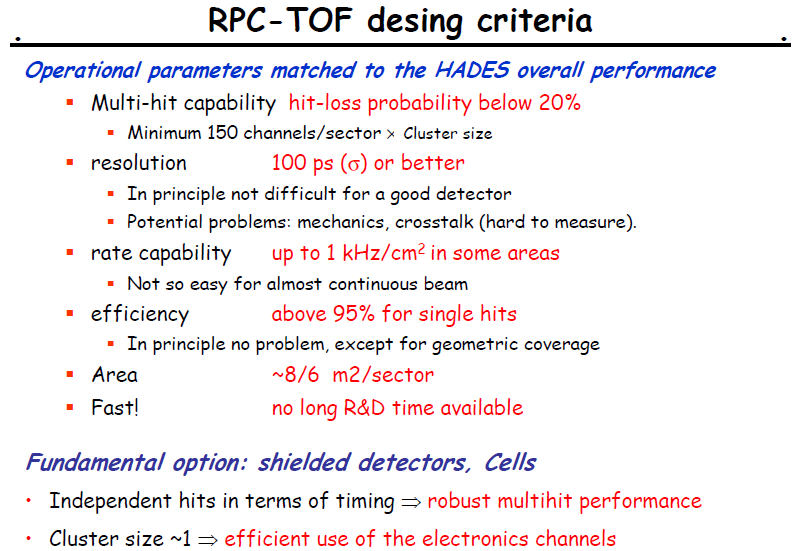 RPC-TOF desing criteria
Operational parameters matched to the HADES overall performance
▪ Multi-hit capability hit-loss probability below 20%
▪ Minimum 150 channels/sector × Cluster size
▪ resolution 100 ps (σ) or better
▪ In principle not difficult for a good detector
▪ Potential problems: mechanics, crosstalk (hard to measure).
▪ rate capability up to 1 kHz/cm² in some areas
▪ Not so easy for almost continuous beam
▪ efficiency above 95% for single hits
▪ In principle no problem, except for geometric coverage
▪ Area ~8/6 m2/sector
▪ Fast! no long R&D time available
Fundamental option: shielded detectors, Cells
• Independent hits in terms of timing ⇒ robust multihit performance
• Cluster size ~1 ⇒ efficient use of the electronics channels